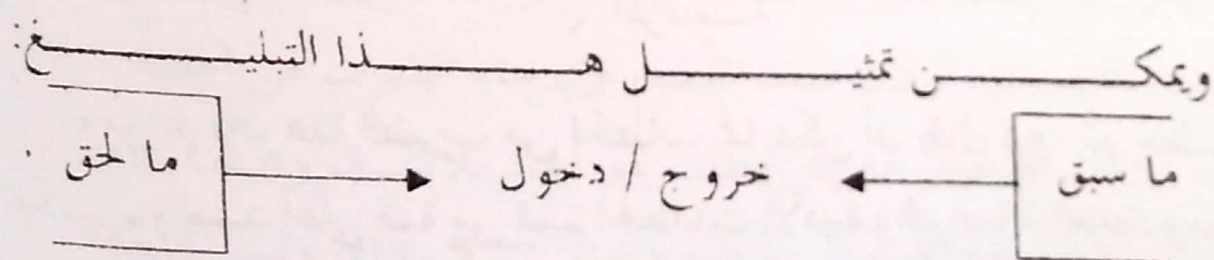 ويمكن تمثيل هذا التبليغ:
ما سبق خروج / دخول ما لحق .